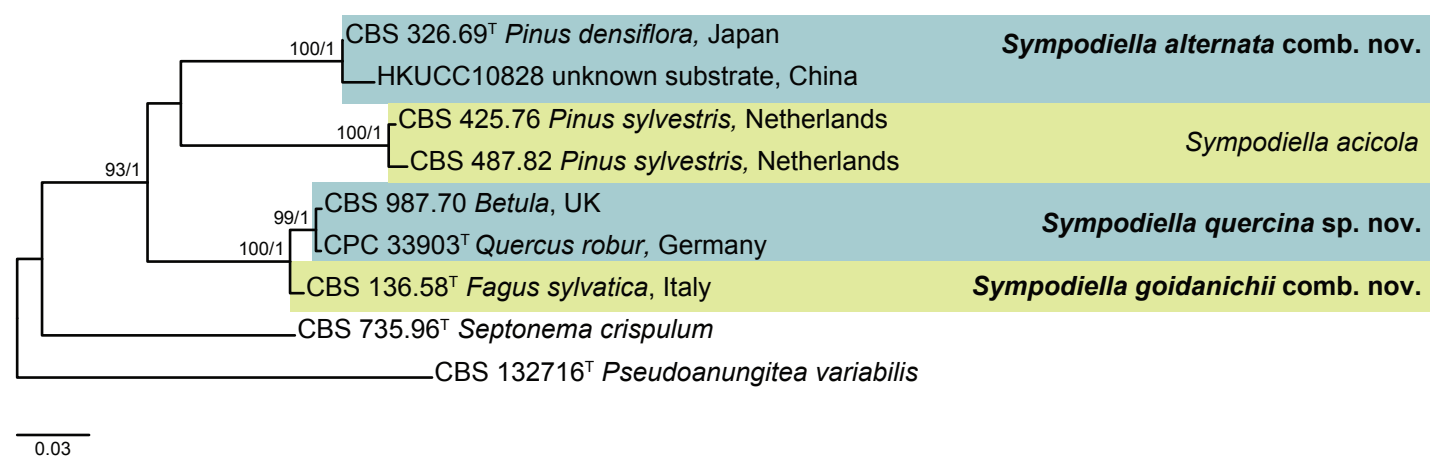 CBS 326.69ᵀ Pinus densiflora, Japan
Sympodiella alternata comb. nov.
100/1
HKUCC10828 unknown substrate, China
CBS 425.76 Pinus sylvestris, Netherlands
100/1
Sympodiella acicola
CBS 487.82 Pinus sylvestris, Netherlands
93/1
CBS 987.70 Betula, UK
99/1
Sympodiella quercina sp. nov.
CPC 33903ᵀ Quercus robur, Germany
100/1
CBS 136.58ᵀ Fagus sylvatica, Italy
Sympodiella goidanichii comb. nov.
CBS 735.96ᵀ Septonema crispulum
CBS 132716ᵀ Pseudoanungitea variabilis
0.03